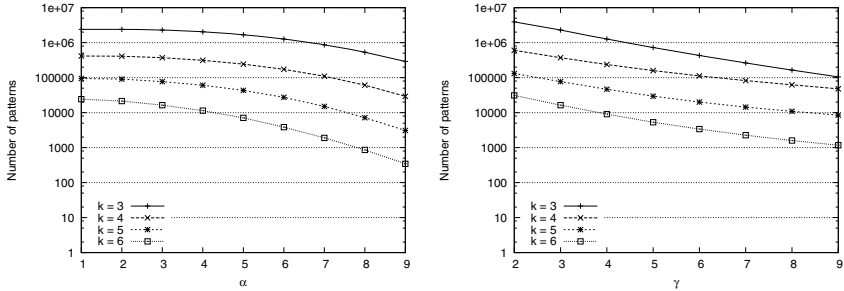 1e+07
1e+06
100000
10000
1000
100
10
1
Number of patterns
k = 3
k = 4
k = 5
k = 6
1 2 3 4 5 6 7 8 9
α
1e+07
1e+06
100000
10000
1000
100
10
1
Number of patterns
k = 3
k = 4
k = 5
k = 6
2 3 4 5 6 7 8 9
γ